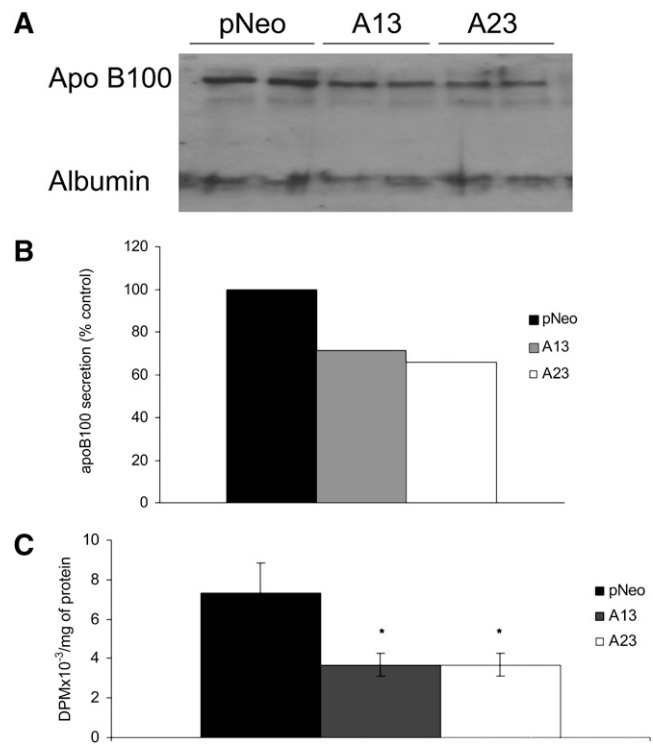 A
pNeo A13 A23
Apo B100
Albumin
B
120
100
80
60
40
20
0
apoB100 secretion (% control)
pNeo
A13
A23
C
10
8
6
4
2
0
DPMx10⁻³/mg of protein
* *
pNeo
A13
A23